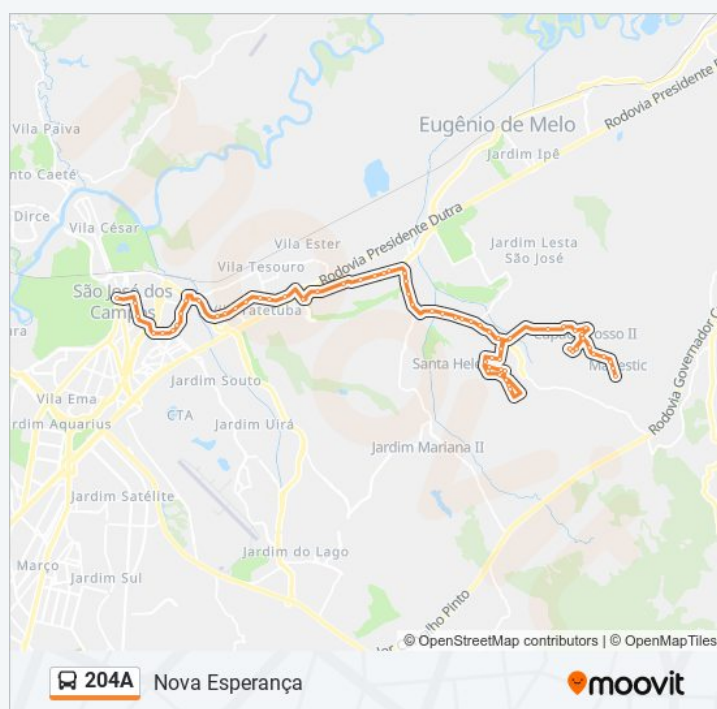 Vila Paiva
Eugênio de Melo
Jardim Ipê
Rodovia Presidente
nto Caeté
Dirce
Vila César
Rodovia Presidente Dutra
Vila Ester
Jardim Lesta
São José
Vila Tesouro
São José dos
Campos
Santa Hele
Majestic
Rodovia Governador C
Jardim Souto
Vila Ema
CTA
ardim Aquarius
Jardim Uirá
Jardim Mariana II
Jardim Satélite
Jardim do Lago
Março
Jardim Sul
© OpenStreetMap contributors | © OpenMapTiles
204A Nova Esperança
moovit